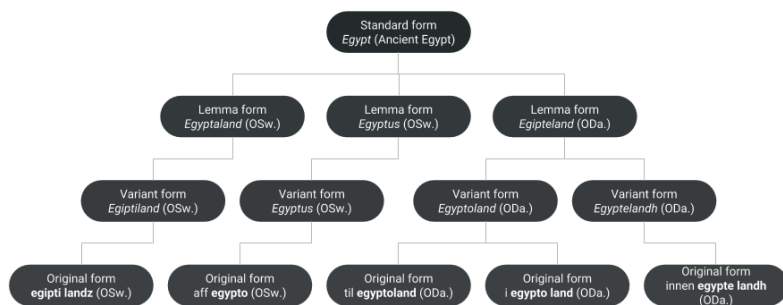 Standard form
Egypt (Ancient Egypt)
Lemma form
Egyptaland (OSw.)
Lemma form
Egyptus (OSw.)
Lemma form
Egipteland (ODa.)
Variant form
Egiptiland (OSw.)
Variant form
Egyptus (OSw.)
Variant form
Egyptoland (ODa.)
Variant form
Egyptelandh (ODa.)
Original form
egipti landz (OSw.)
Original form
aff egypto (OSw.)
Original form
til egyptoland (ODa.)
Original form
i egypto land (ODa.)
Original form
innen egypte landh
(ODa.)